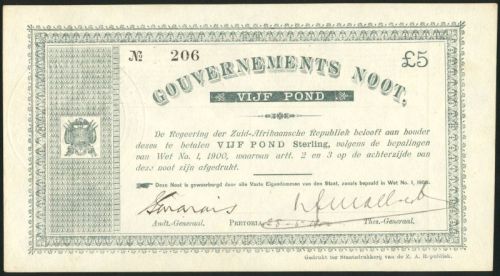 № 206 £5
GOUVERNEMENTS NOOT,
VIJF POND
De Regeering der Zuid-Afrikaansche Republiek belooft aan houder
dezes te betalen VIJF POND Sterling, volgens de bepalingen
van Wet No. 1, 1900, waarvan artt. 2 en 3 op de achterzijde van
deze noot zijn afgedrukt.
Deze Noot is gewaarborgd door alle Vaste Eigendommen van den Staat, zooals bepaald in Wet No. 1, 1900.
Audt.-Generaal. PRETORIA Thes.-Generaal.
Gedrukt ter Staatsdrukkerij van de Z. A. Republiek.